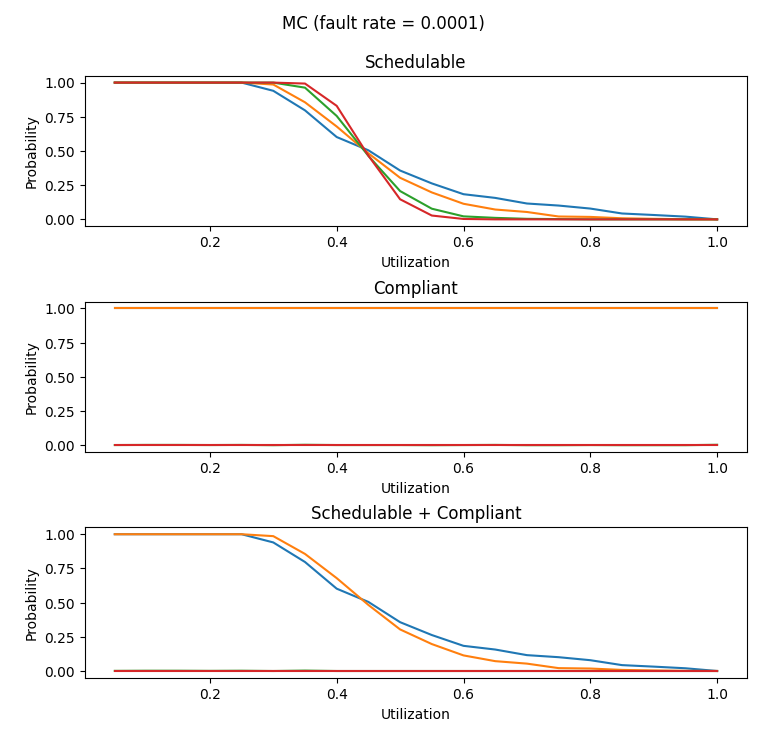 MC (fault rate = 0.0001)
Schedulable
1.00
0.75
0.50
0.25
0.00
Probability
0.2 0.4 0.6 0.8 1.0
Utilization
Compliant
1.00
0.75
0.50
0.25
0.00
Probability
0.2 0.4 0.6 0.8 1.0
Utilization
Schedulable + Compliant
1.00
0.75
0.50
0.25
0.00
Probability
0.2 0.4 0.6 0.8 1.0
Utilization